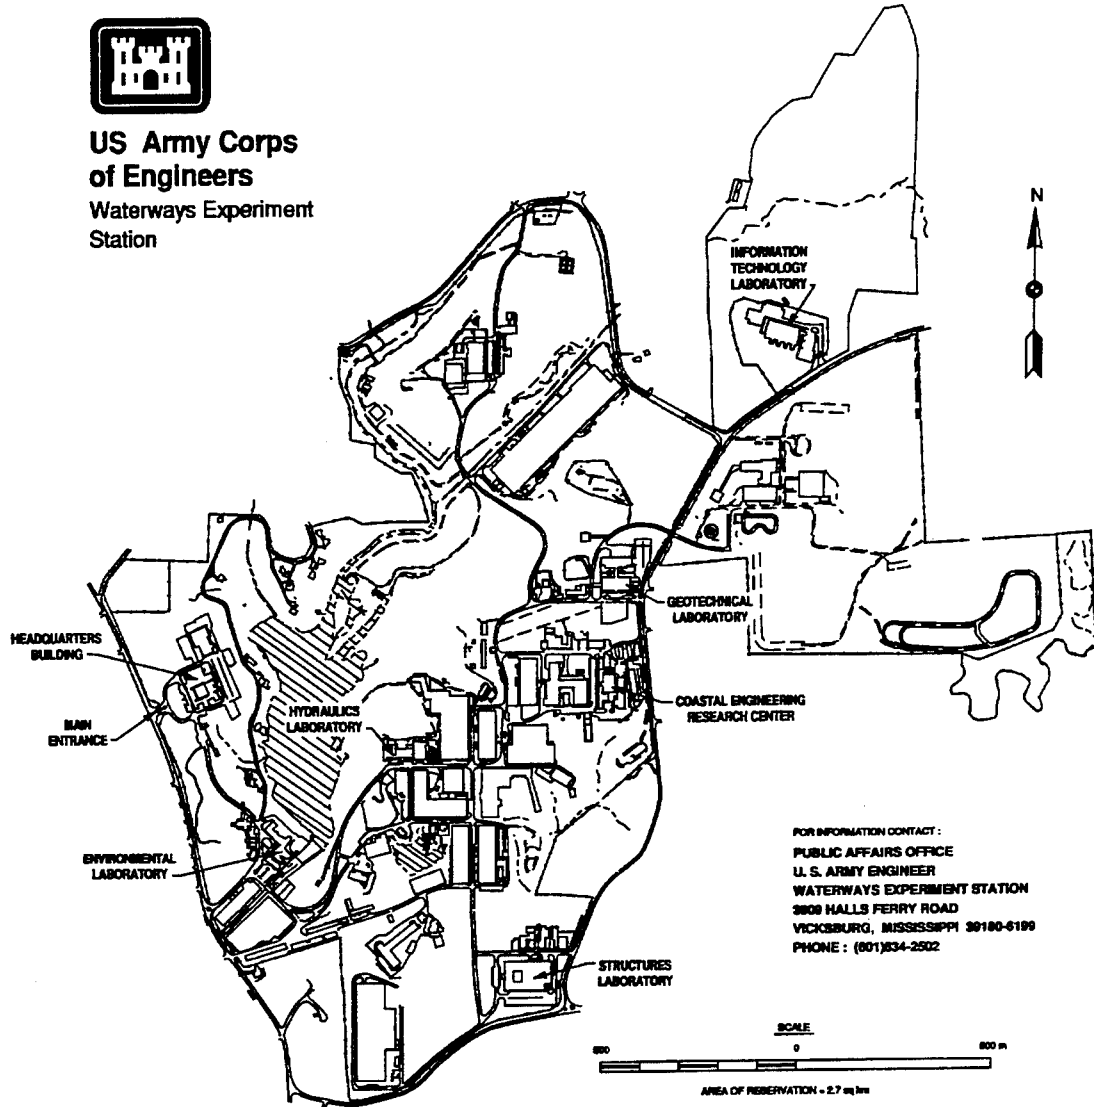 US Army Corps
of Engineers
Waterways Experiment
Station
N
INFORMATION
TECHNOLOGY
LABORATORY
GEOTECHNICAL
LABORATORY
HEADQUARTERS
BUILDING
MAIN
ENTRANCE
HYDRAULICS
LABORATORY
COASTAL ENGINEERING
RESEARCH CENTER
ENVIRONMENTAL
LABORATORY
STRUCTURES
LABORATORY
FOR INFORMATION CONTACT :
PUBLIC AFFAIRS OFFICE
U. S. ARMY ENGINEER
WATERWAYS EXPERIMENT STATION
3909 HALLS FERRY ROAD
VICKSBURG, MISSISSIPPI 39180-6199
PHONE : (601)634-2502
SCALE
0
m
AREA OF RESERVATION - 2.7 sq km